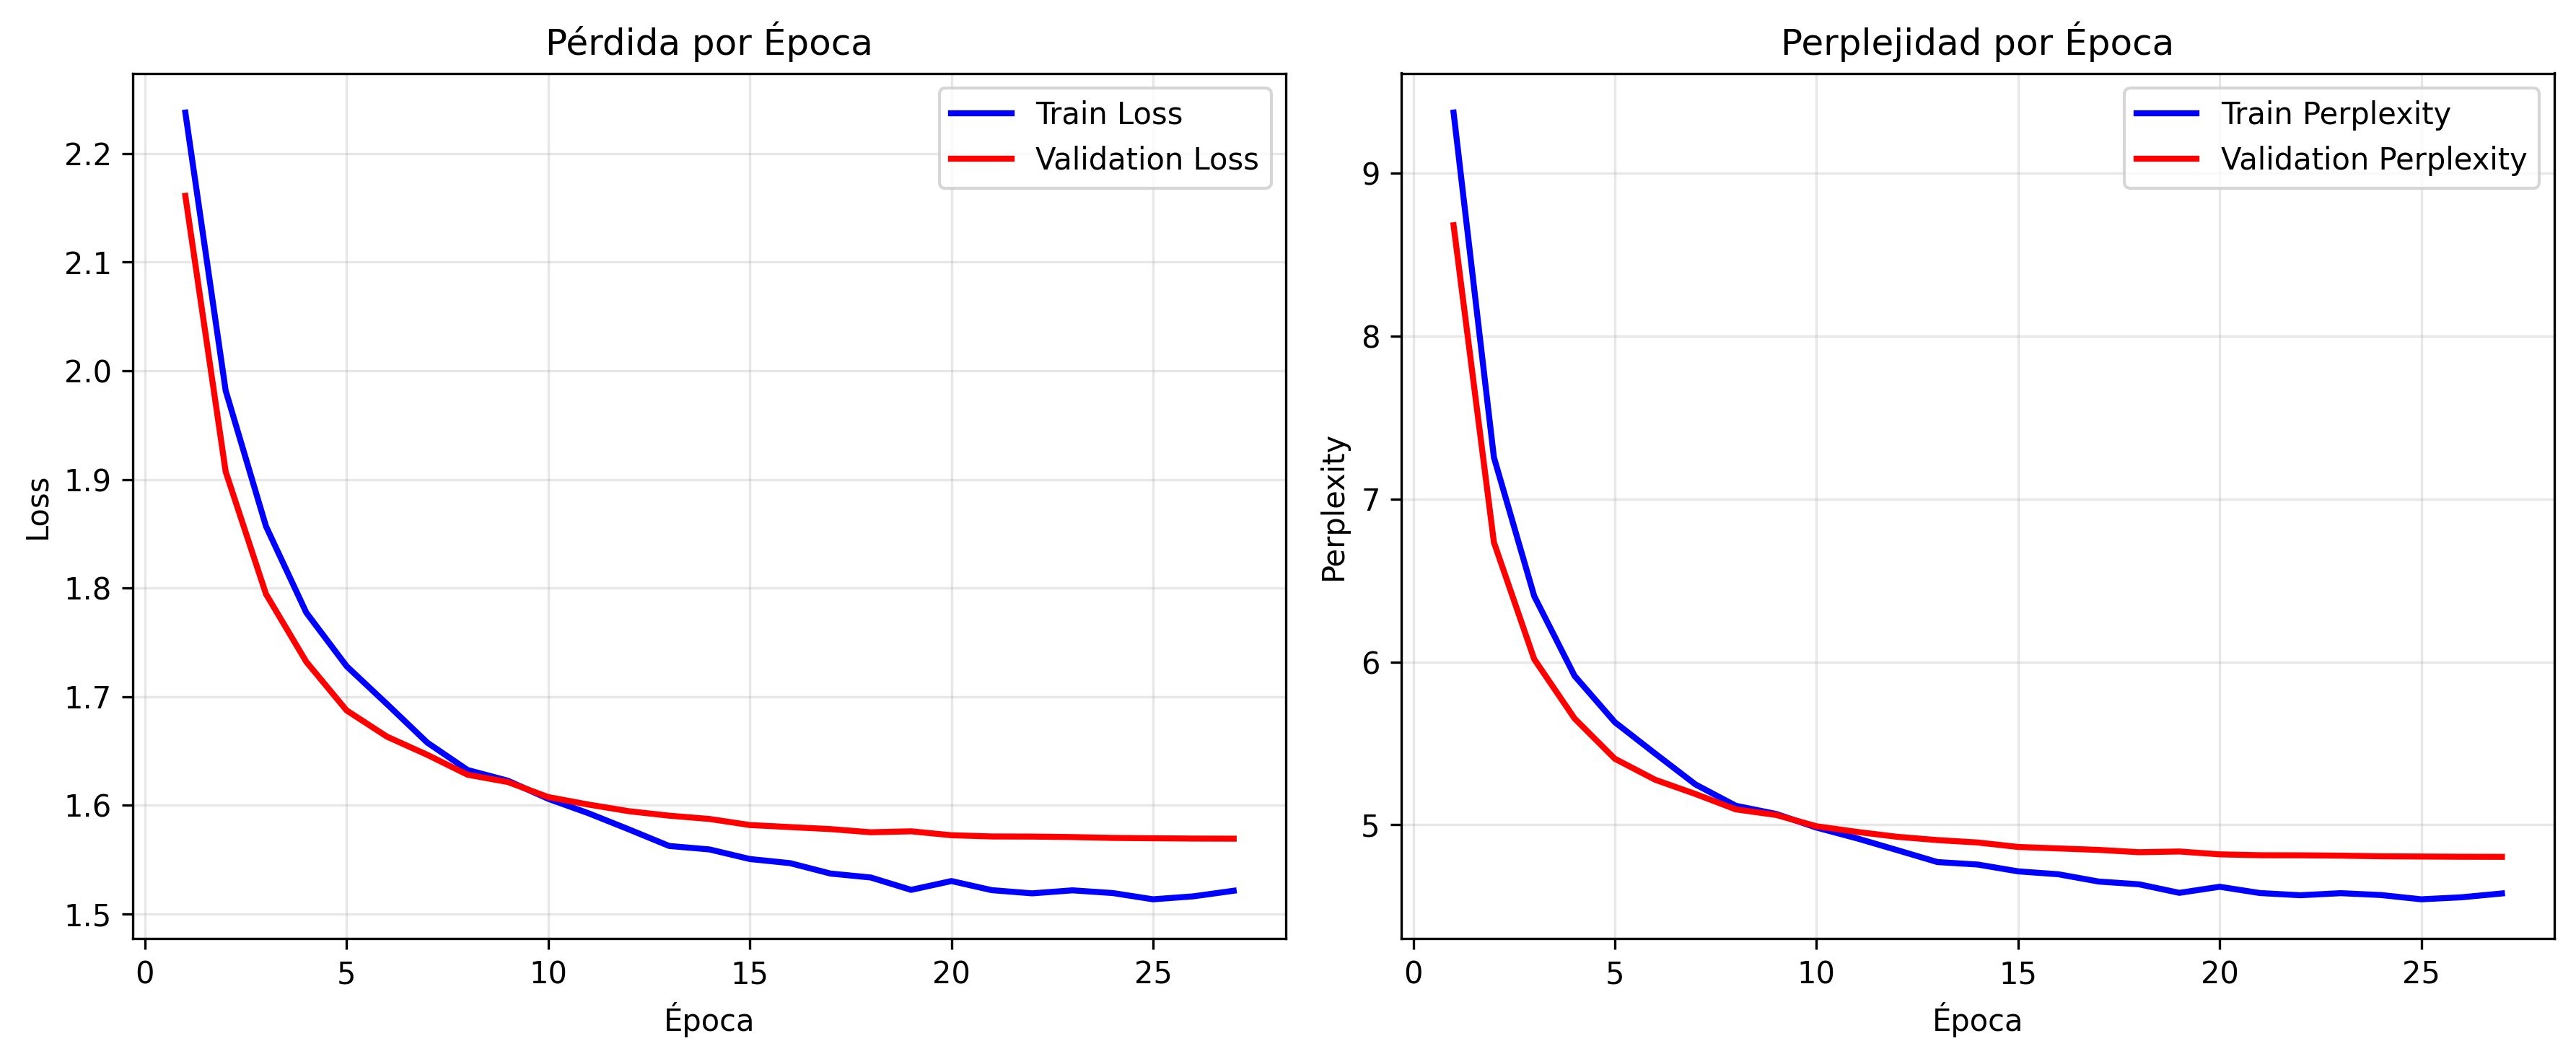 Pérdida por Época
Train Loss
Validation Loss
2.2
2.1
2.0
1.9
1.8
1.7
1.6
1.5
Loss
0 5 10 15 20 25
Época
Perplejidad por Época
Train Perplexity
Validation Perplexity
9
8
7
6
5
Perplexity
0 5 10 15 20 25
Época